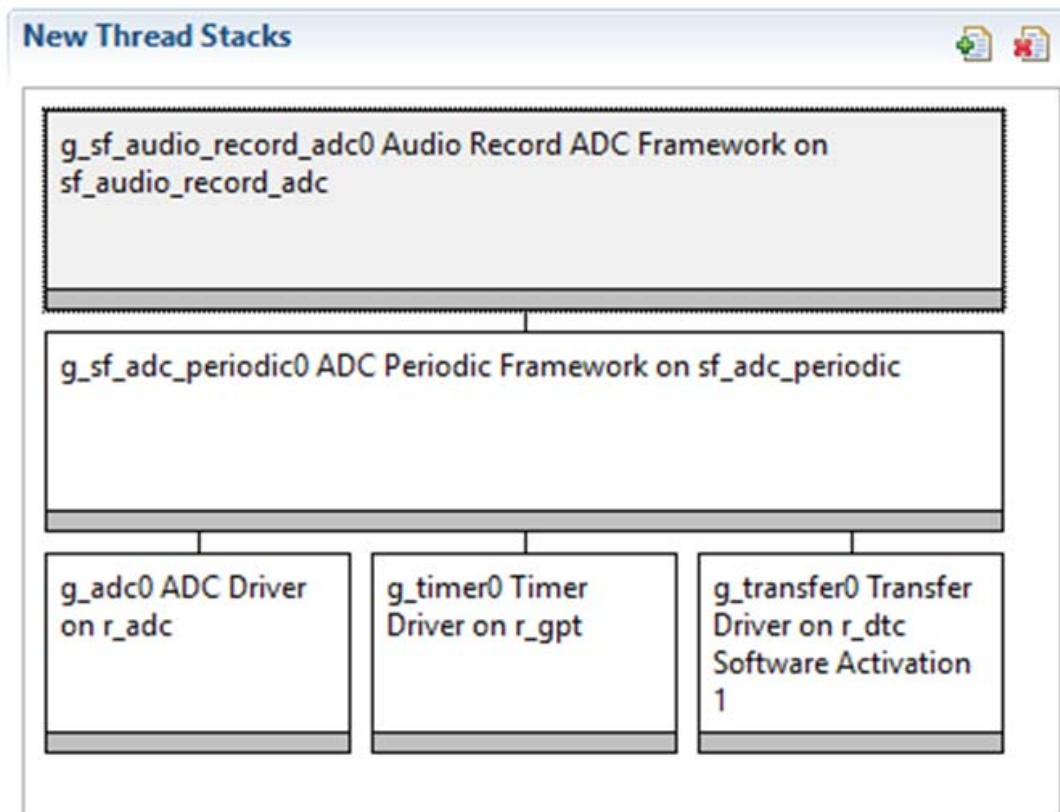 New Thread Stacks
g_sf_audio_record_adc0 Audio Record ADC Framework on
sf_audio_record_adc
g_sf_adc_periodic0 ADC Periodic Framework on sf_adc_periodic
g_adc0 ADC Driver
on r_adc
g_timer0 Timer
Driver on r_gpt
g_transfer0 Transfer
Driver on r_dtc
Software Activation
1